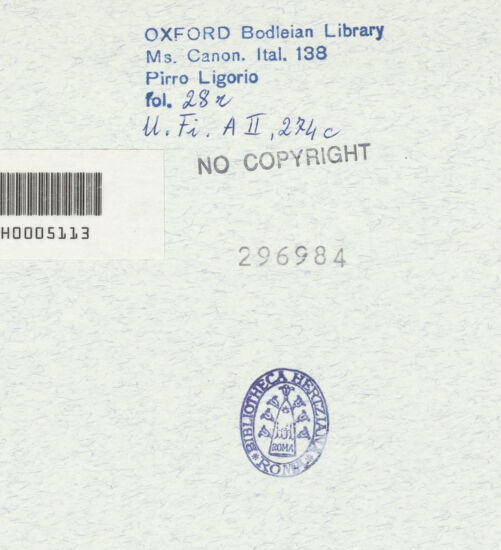 OXFORD Bodleian Library
Ms. Canon. Ital. 138
Pirro Ligorio
fol. 28r
U. Fi. A II, 274c
NO COPYRIGHT
H0005113
296984
BIBLIOTHECA HERTZIANA
ROMA
* ROMA *